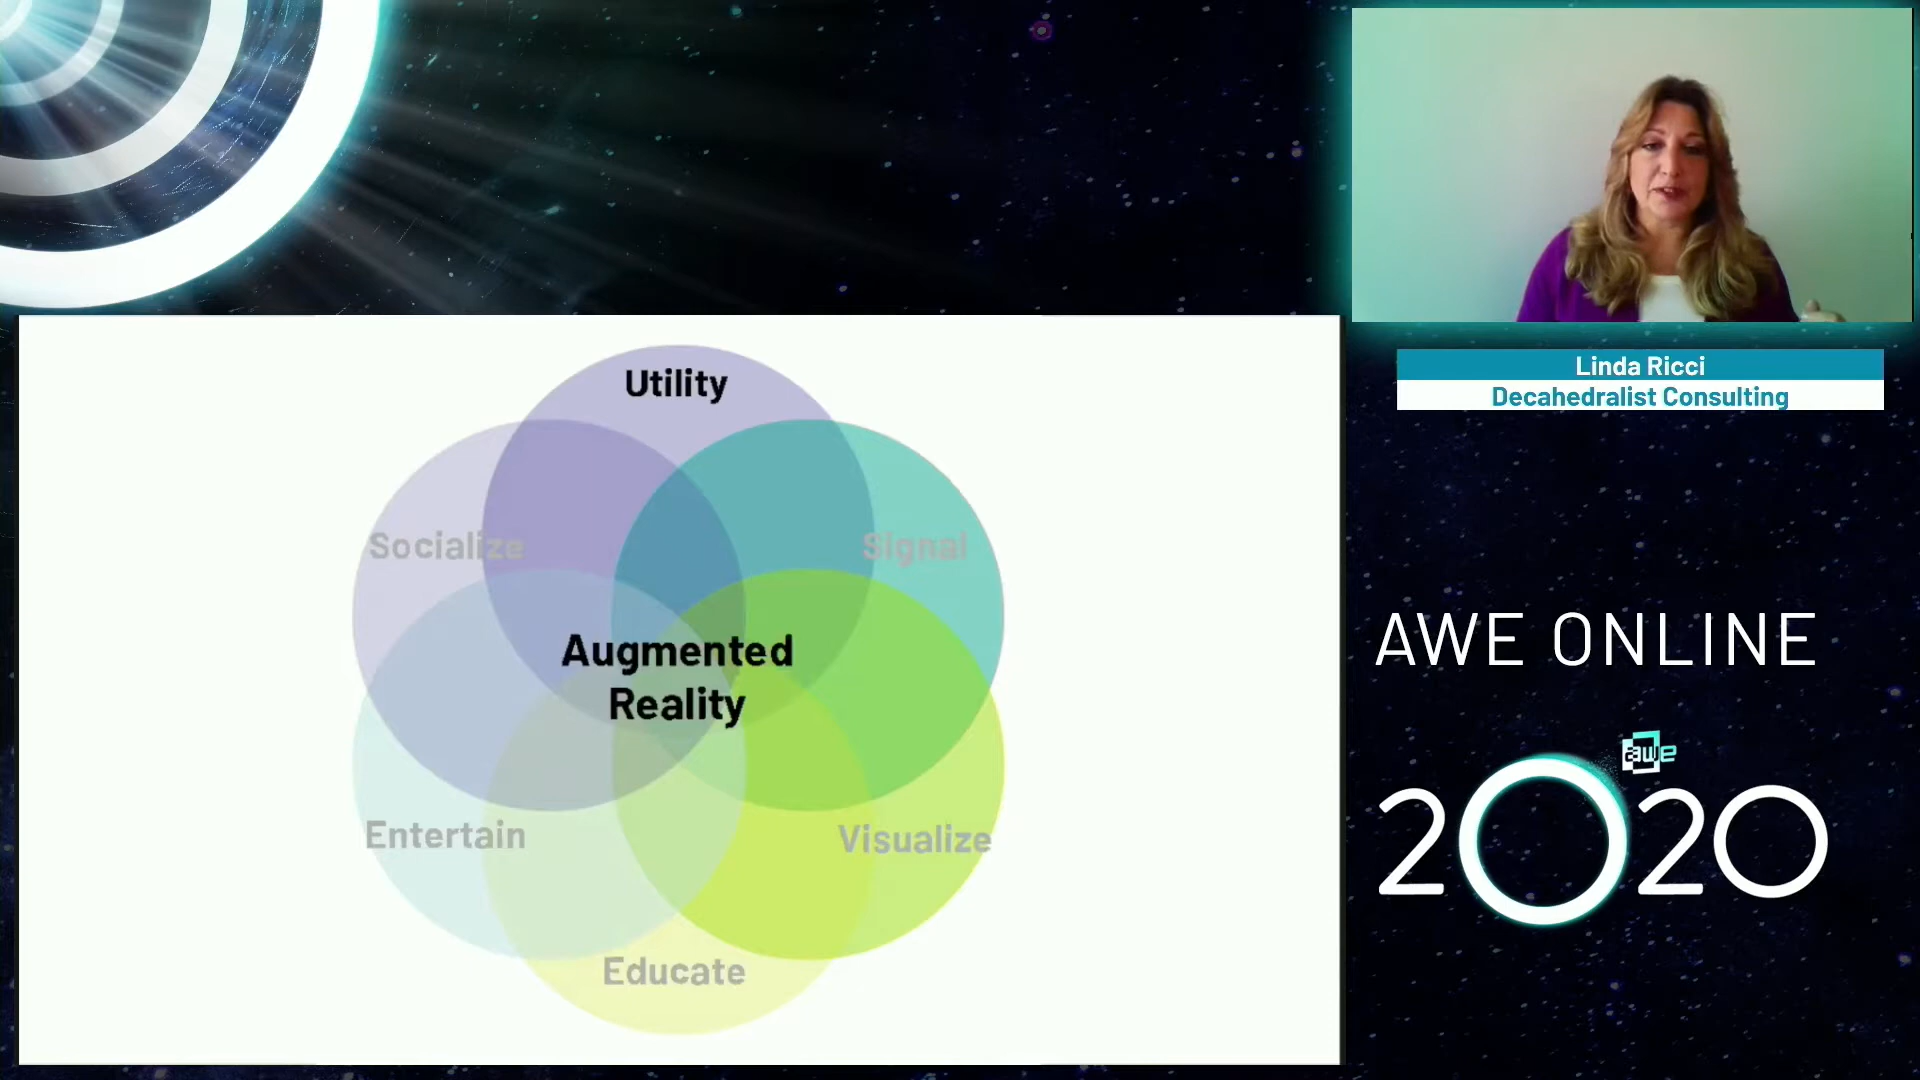 Linda Ricci
Decahedralist Consulting
Utility
Socialize
Signal
Augmented
Reality
Entertain
Visualize
Educate
AWE ONLINE
awe
2020